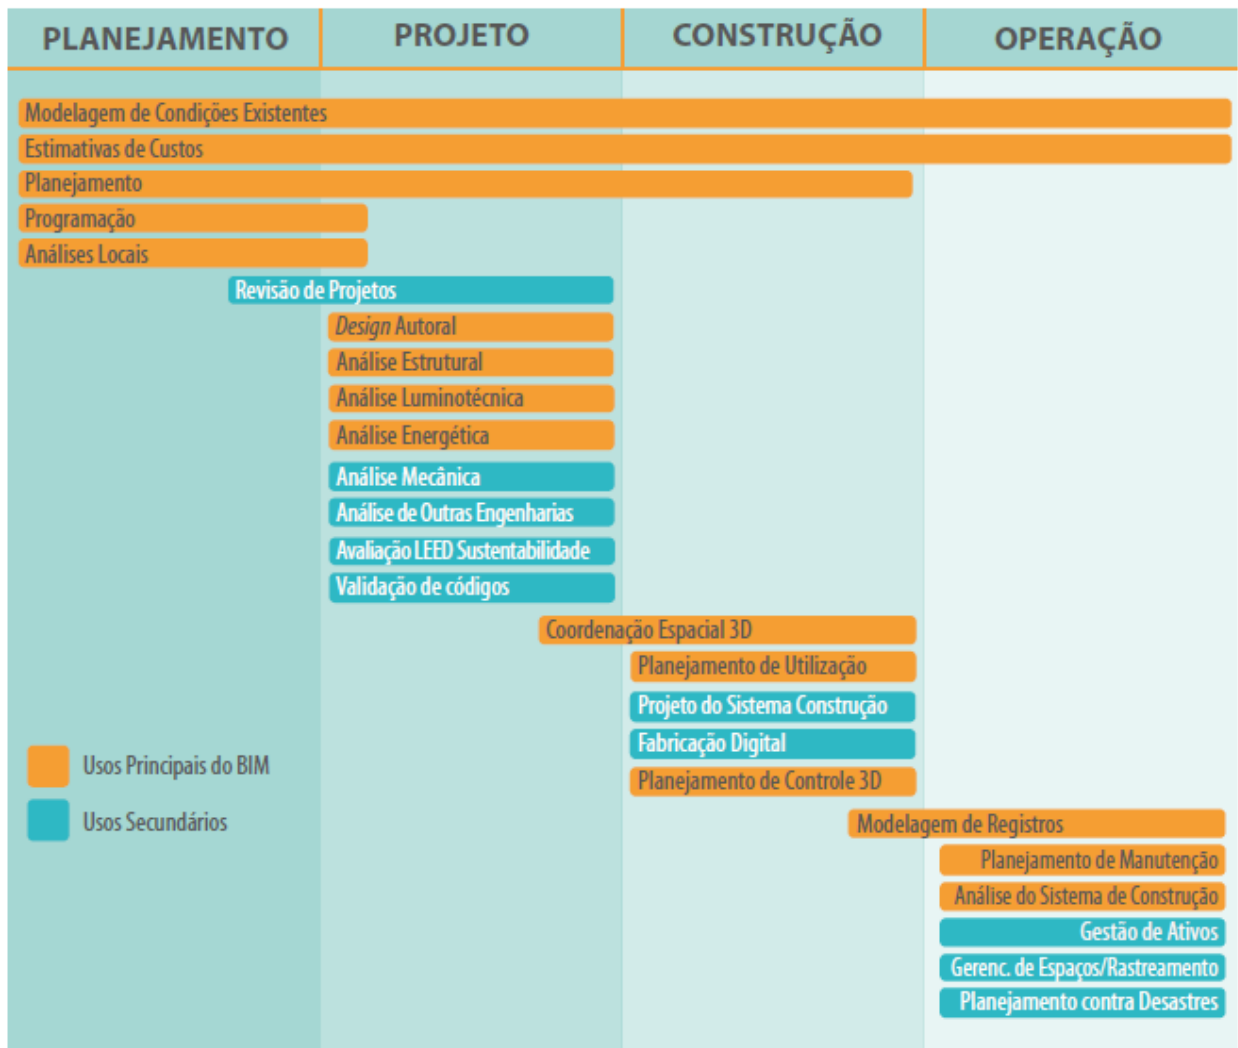 PLANEJAMENTO
PROJETO
CONSTRUÇÃO
OPERAÇÃO
Modelagem de Condições Existentes
Estimativas de Custos
Planejamento
Programação
Análises Locais
Revisão de Projetos
Design Autoral
Análise Estrutural
Análise Luminotécnica
Análise Energética
Análise Mecânica
Análise de Outras Engenharias
Avaliação LEED Sustentabilidade
Validação de códigos
Coordenação Espacial 3D
Planejamento de Utilização
Projeto do Sistema Construção
Fabricação Digital
Planejamento de Controle 3D
Modelagem de Registros
Planejamento de Manutenção
Análise do Sistema de Construção
Gestão de Ativos
Gerenc. de Espaços/Rastreamento
Planejamento contra Desastres
Usos Principais do BIM
Usos Secundários